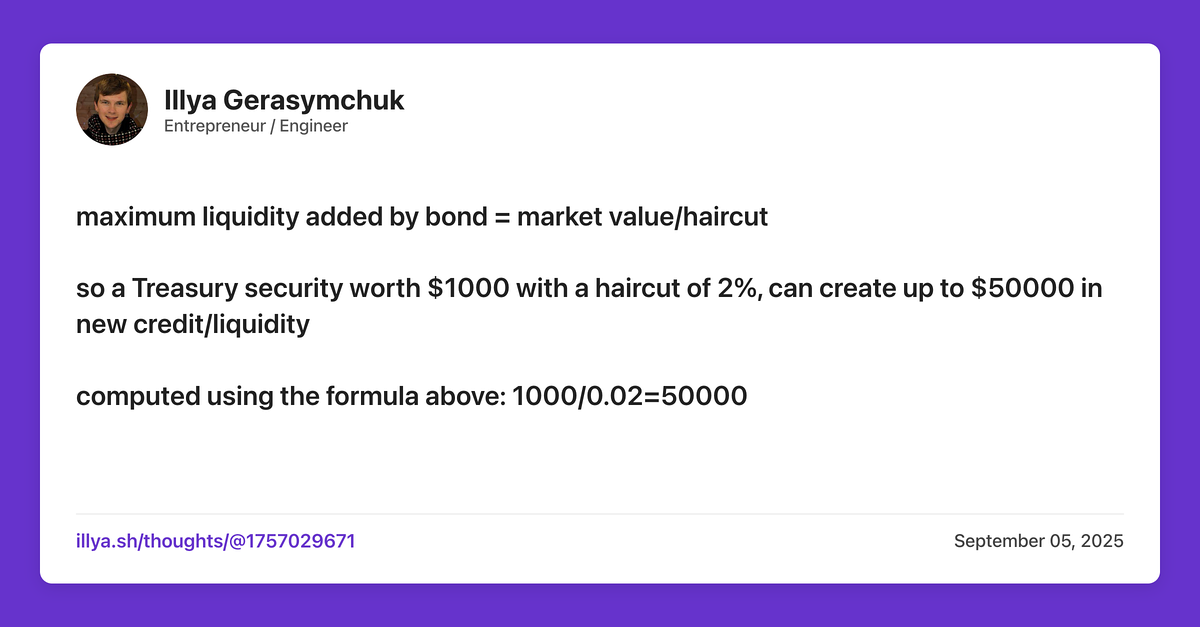 Illya Gerasymchuk
Entrepreneur / Engineer
maximum liquidity added by bond = market value/haircut
so a Treasury security worth $1000 with a haircut of 2%, can create up to $50000 in
new credit/liquidity
computed using the formula above: 1000/0.02=50000
illya.sh/thoughts/@1757029671
September 05, 2025